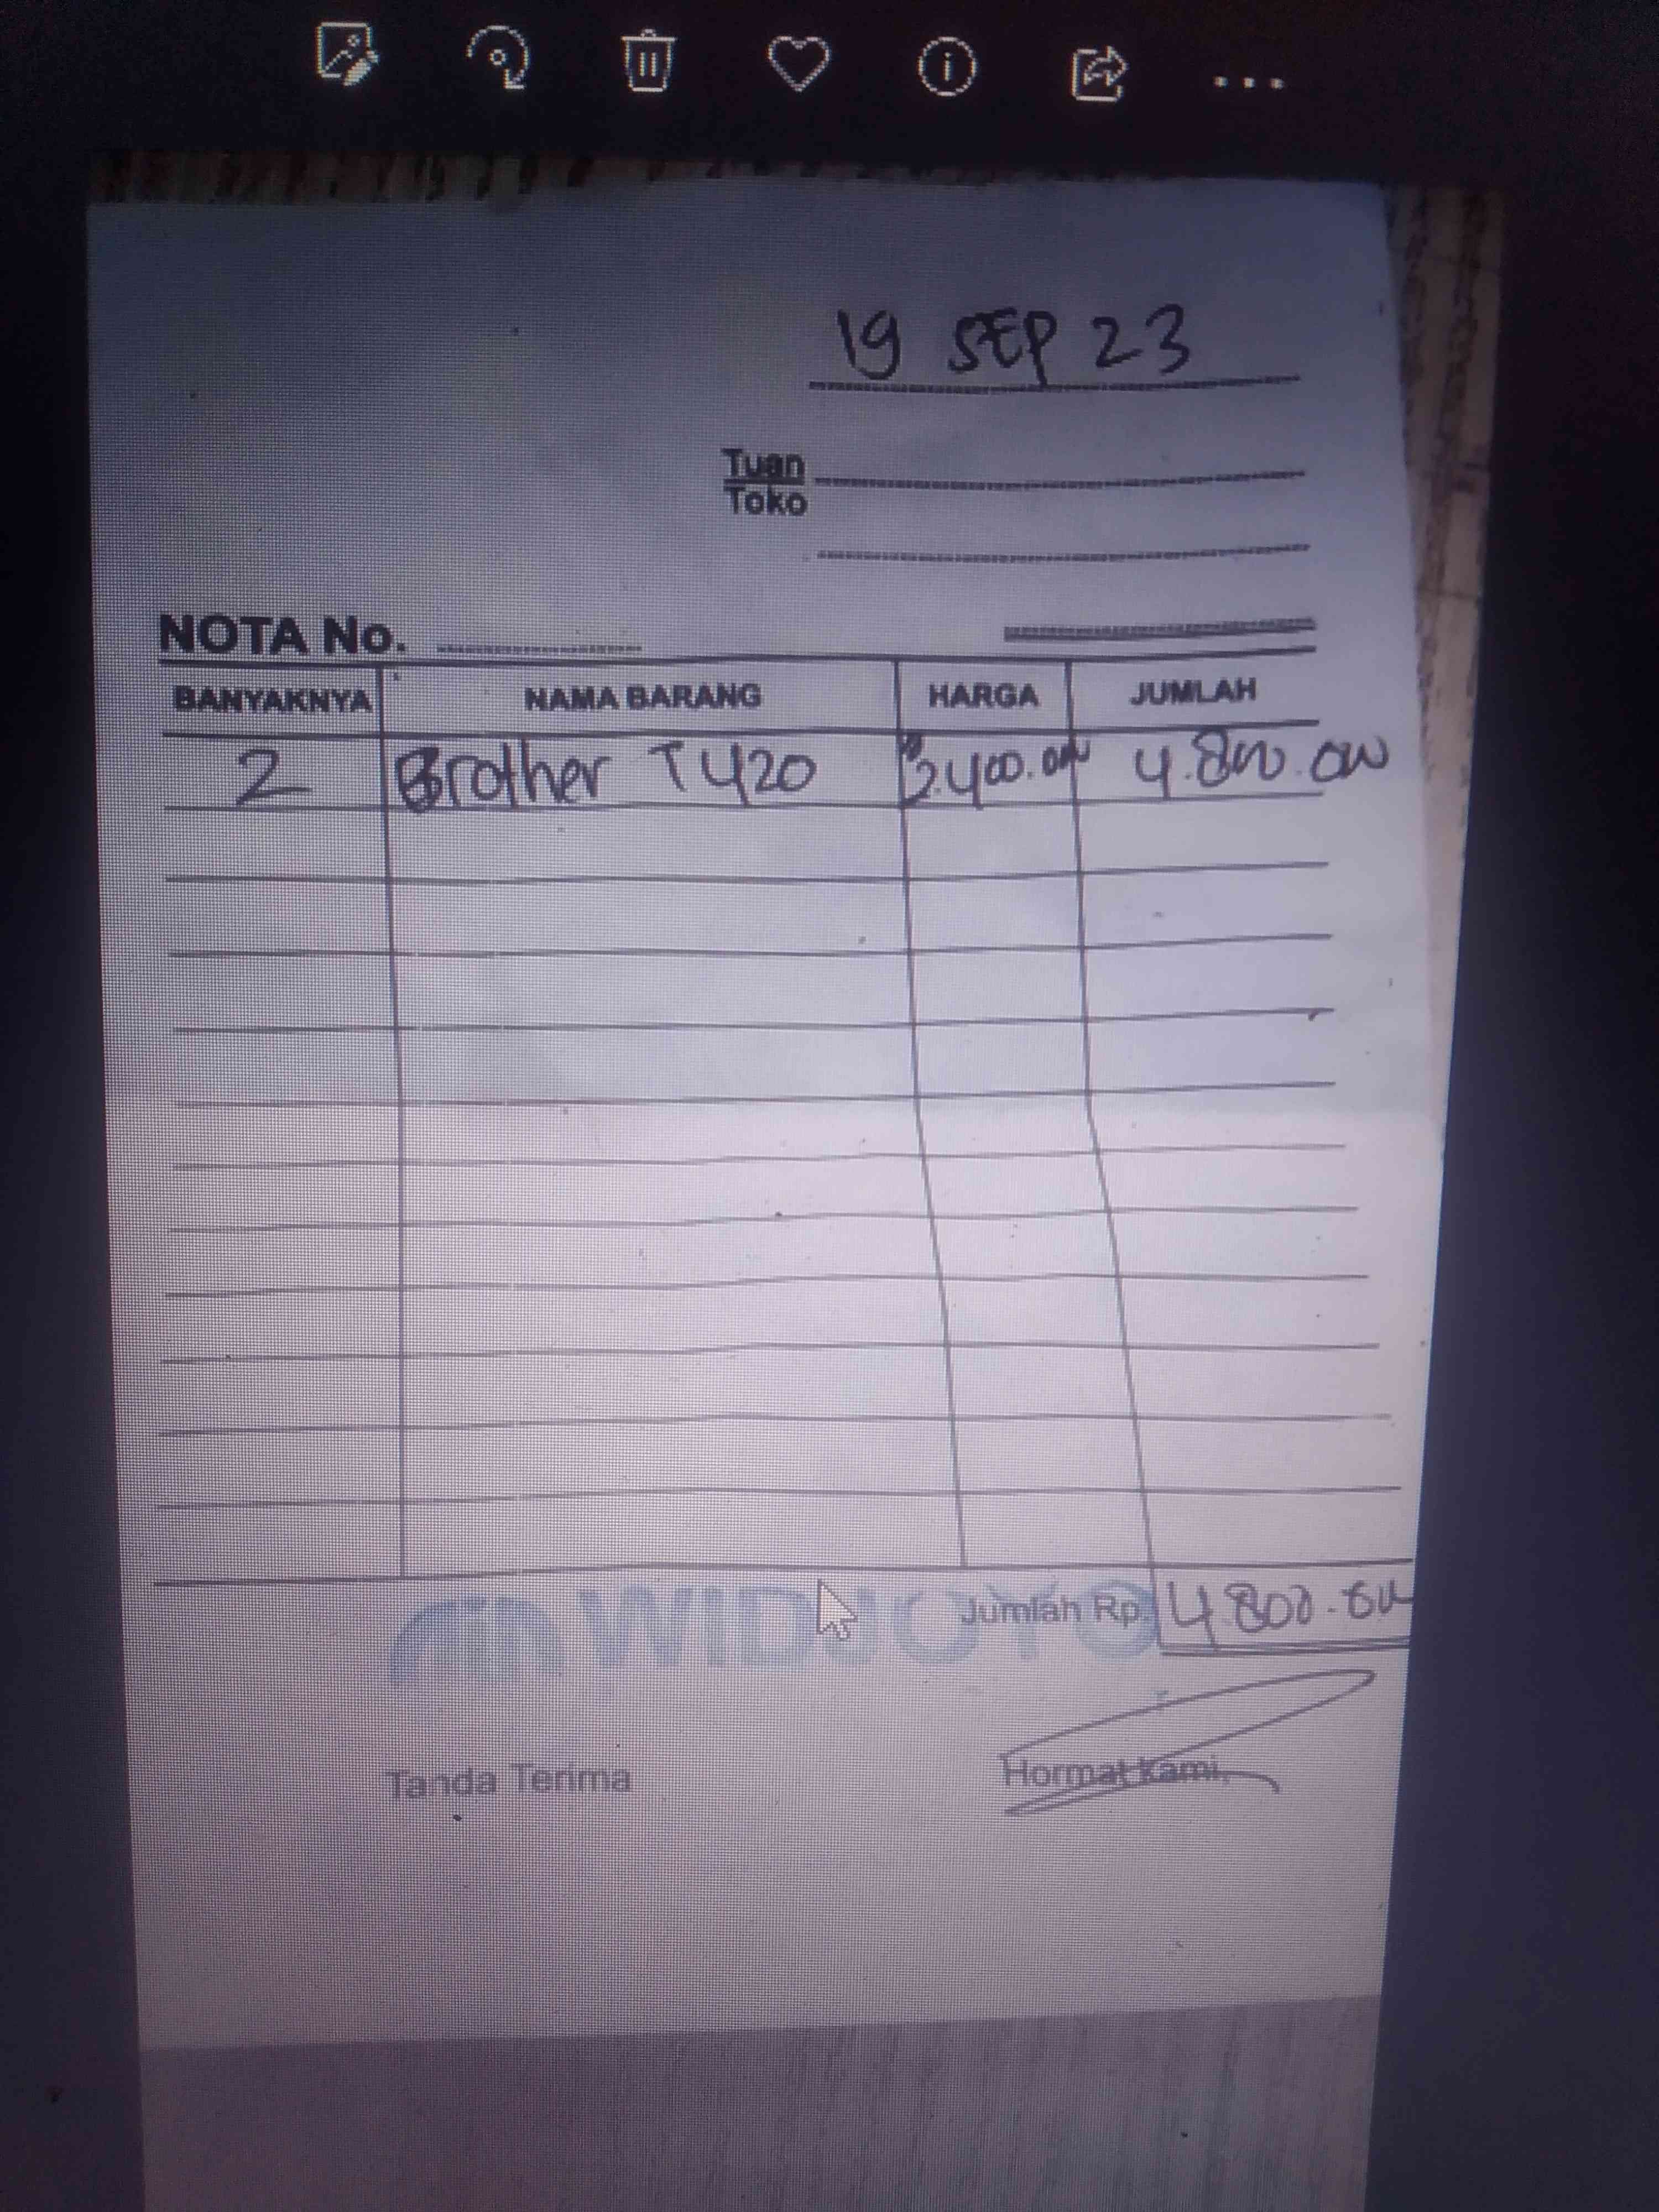 19 SEP 23
Tuan
Toko
NOTA No.
BANYAKNYA NAMA BARANG HARGA JUMLAH
2 Brother T420 2.400.000 4.800.000
WIDJOYO
Jumlah Rp. 4.800.000
Tanda Terima Hormat kami,